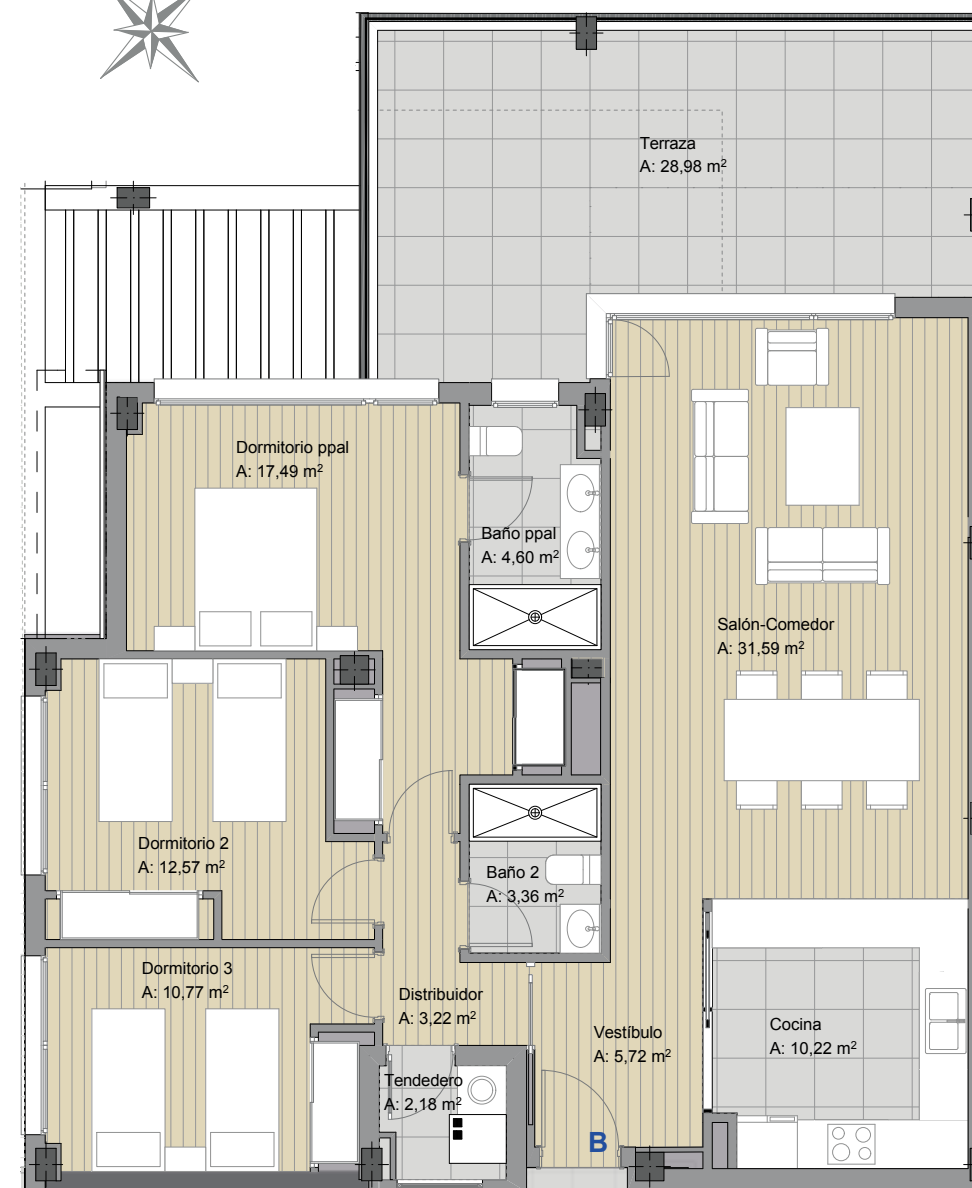 Terraza
A: 28,98 m²
Dormitorio ppal
A: 17,49 m²
Baño ppal
A: 4,60 m²
Salón-Comedor
A: 31,59 m²
Dormitorio 2
A: 12,57 m²
Baño 2
A: 3,36 m²
Dormitorio 3
A: 10,77 m²
Distribuidor
A: 3,22 m²
Vestíbulo
A: 5,72 m²
Cocina
A: 10,22 m²
Tendedero
A: 2,18 m²
B